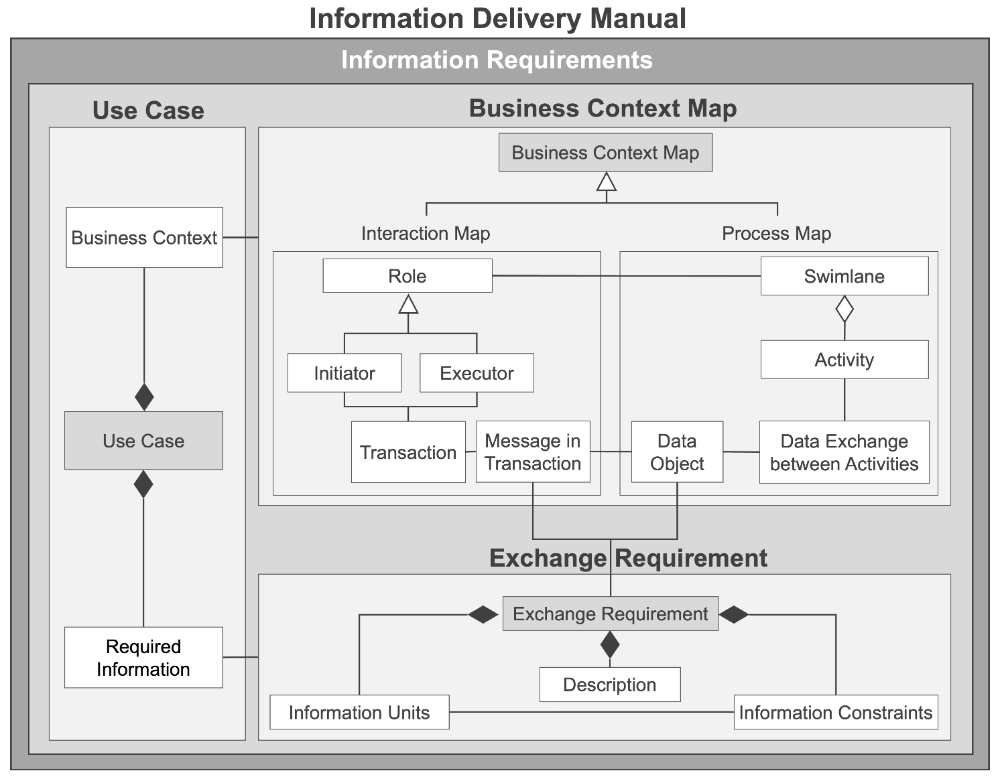 Information Delivery Manual
Information Requirements
Use Case
Business Context Map
Business Context Map
Business Context
Interaction Map
Process Map
Role
Swimlane
Initiator
Executor
Activity
Use Case
Transaction
Message in
Transaction
Data
Object
Data Exchange
between Activities
Exchange Requirement
Exchange Requirement
Required
Information
Description
Information Units
Information Constraints